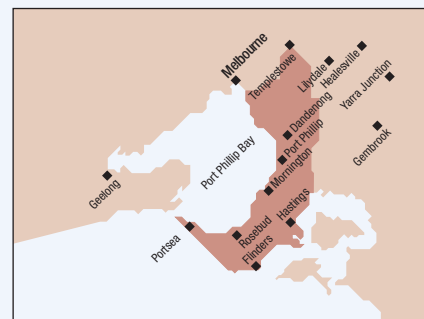 Melbourne
Templestowe
Lilydale
Healesville
Yarra Junction
Dandenong
Port Phillip
Gembrook
Port Phillip Bay
Mornington
Geelong
Hastings
Portsea
Rosebud
Flinders